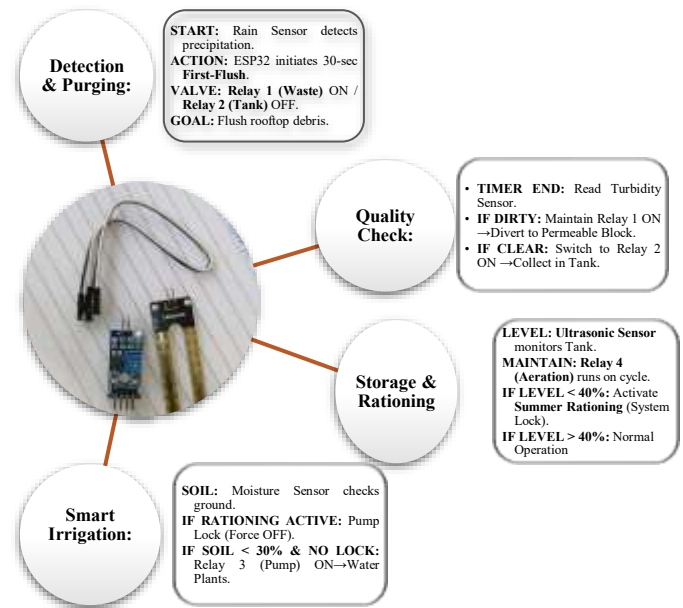 Detection
& Purging:
START: Rain Sensor detects
precipitation.
ACTION: ESP32 initiates 30-sec
First-Flush.
VALVE: Relay 1 (Waste) ON /
Relay 2 (Tank) OFF.
GOAL: Flush rooftop debris.
Quality
Check:
• TIMER END: Read Turbidity
Sensor.
• IF DIRTY: Maintain Relay 1 ON
→Divert to Permeable Block.
• IF CLEAR: Switch to Relay 2
ON →Collect in Tank.
Storage &
Rationing
LEVEL: Ultrasonic Sensor
monitors Tank.
MAINTAIN: Relay 4
(Aeration) runs on cycle.
IF LEVEL < 40%: Activate
Summer Rationing (System
Lock).
IF LEVEL > 40%: Normal
Operation
Smart
Irrigation:
SOIL: Moisture Sensor checks
ground.
IF RATIONING ACTIVE: Pump
Lock (Force OFF).
IF SOIL < 30% & NO LOCK:
Relay 3 (Pump) ON→Water
Plants.